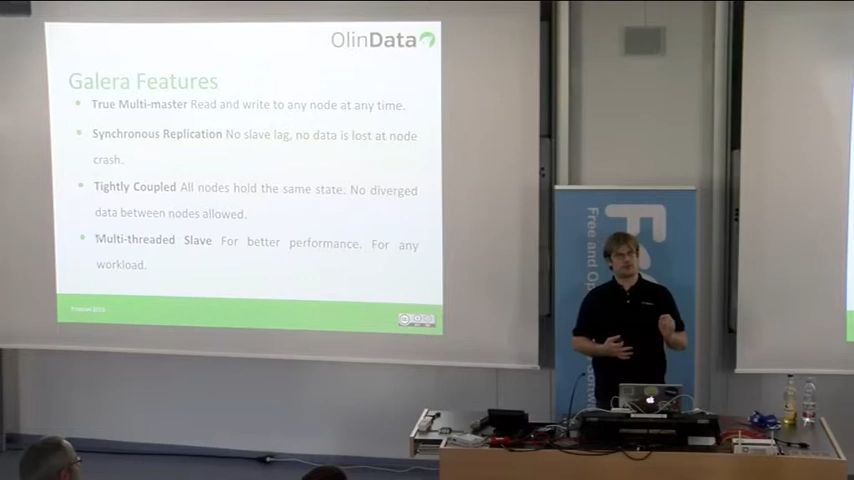 OlinData
Galera Features
True Multi-master Read and write to any node at any time.
Synchronous Replication No slave lag, no data is lost at node
crash.
Tightly Coupled All nodes hold the same state. No diverged
data between nodes allowed.
Multi-threaded Slave For better performance. For any
workload.
Free and Op